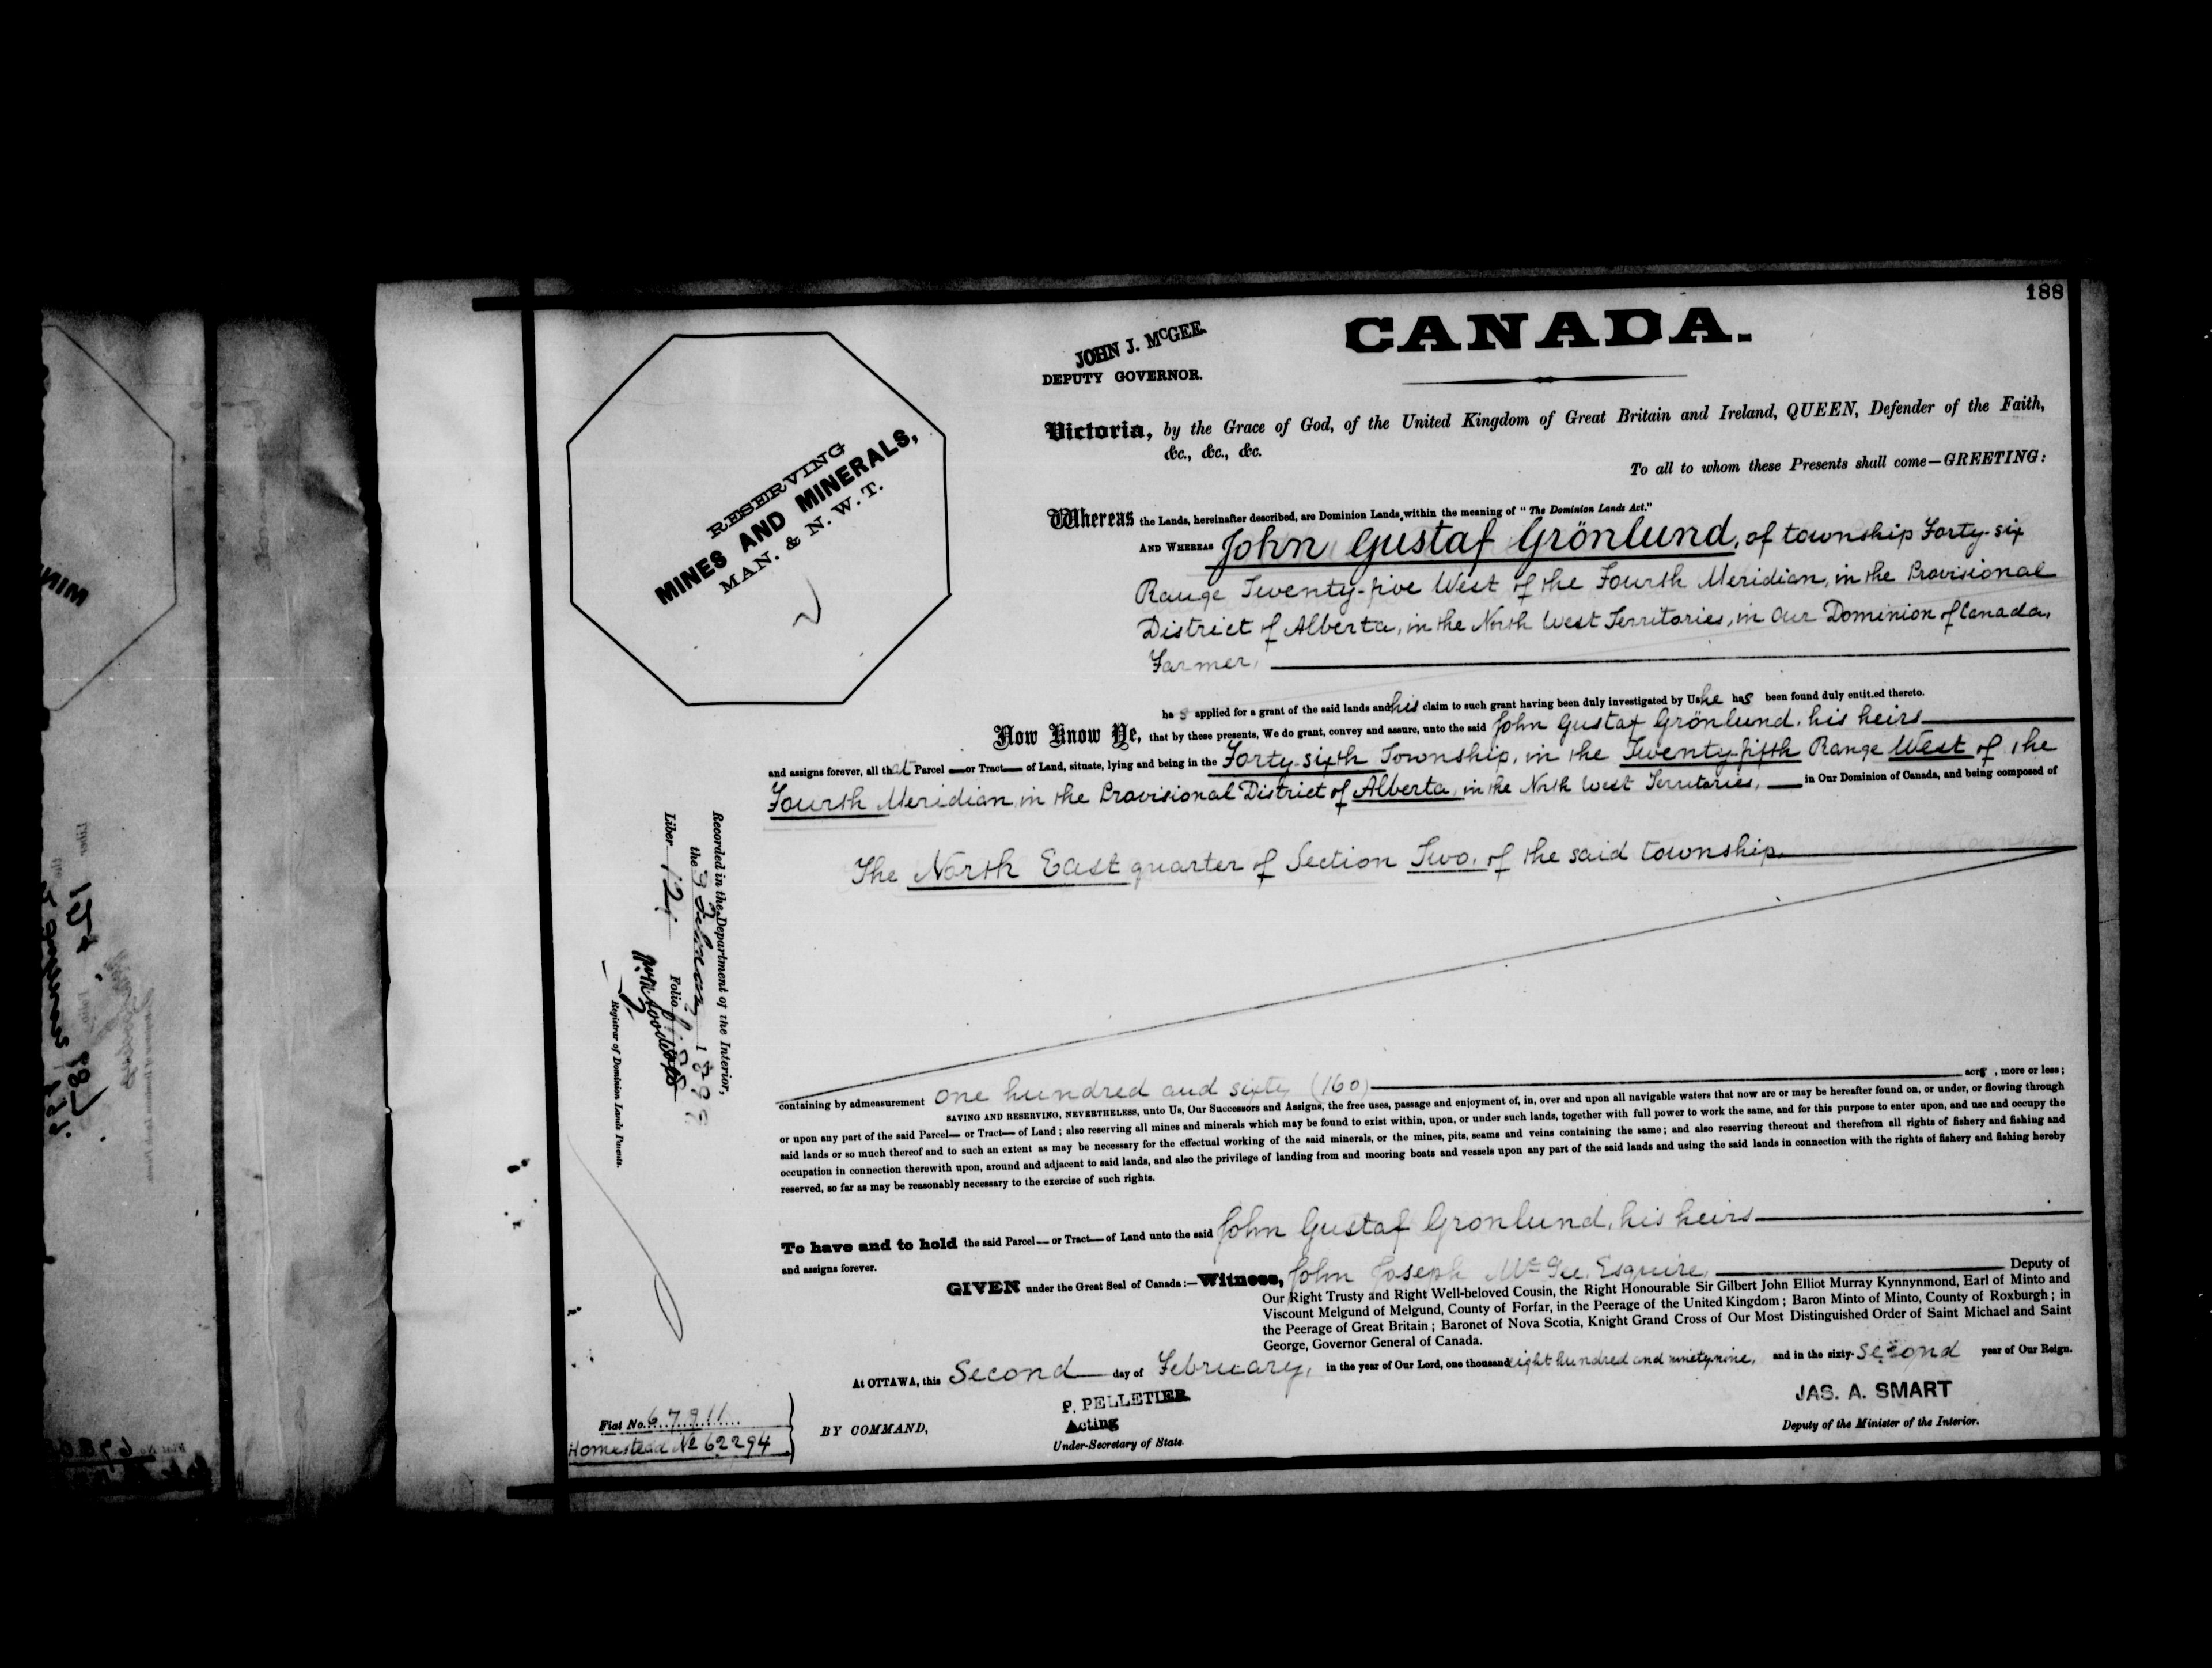 188
CANADA.
JOHN J. McGEE.
DEPUTY GOVERNOR.
RESERVING
MINES AND MINERALS,
MAN. & N. W. T.
Victoria, by the Grace of God, of the United Kingdom of Great Britain and Ireland, QUEEN, Defender of the Faith,
&c., &c., &c.
To all to whom these Presents shall come—GREETING:
Whereas the Lands, hereinafter described, are Dominion Lands within the meaning of "The Dominion Lands Act."
AND WHEREAS John Gustaf Grönlund, of township Forty-six
Range Twenty-five West of the Fourth Meridian, in the Provisional
District of Alberta, in the North West Territories, in Our Dominion of Canada,
Farmer,
has applied for a grant of the said lands and his claim to such grant having been duly investigated by Us he has been found duly entitled thereto.
Now Know Ye, that by these presents, We do grant, convey and assure, unto the said John Gustaf Grönlund, his heirs
and assigns forever, all that Parcel — or Tract — of Land, situate, lying and being in the Forty-sixth Township, in the Twenty-fifth Range West of the
Fourth Meridian, in the Provisional District of Alberta, in the North West Territories, — in Our Dominion of Canada, and being composed of
The North East quarter of Section Two, of the said township.
Recorded in the Department of the Interior,
the 3 February 1899
Liber 121 Folio 188
Registrar of Dominion Lands Patents.
containing by admeasurement one hundred and sixty (160) acres, more or less;
SAVING AND RESERVING, NEVERTHELESS, unto Us, Our Successors and Assigns, the free uses, passage and enjoyment of, in, over and upon all navigable waters that now are or may be hereafter found on, or under, or flowing through
or upon any part of the said Parcel — or Tract — of Land; also reserving all mines and minerals which may be found to exist within, upon, or under such lands, together with full power to work the same, and for this purpose to enter upon, and use and occupy the
said lands or so much thereof and to such an extent as may be necessary for the effectual working of the said minerals, or the mines, pits, seams and veins containing the same; and also reserving thereout and therefrom all rights of fishery and fishing and
occupation in connection therewith upon, around and adjacent to said lands, and also the privilege of landing from and mooring boats and vessels upon any part of the said lands and using the said lands in connection with the rights of fishery and fishing hereby
reserved, so far as may be reasonably necessary to the exercise of such rights.
To have and to hold the said Parcel — or Tract — of Land unto the said John Gustaf Gronlund, his heirs
and assigns forever.
GIVEN under the Great Seal of Canada:—Witness, John Joseph McGee, Esquire, Deputy of
Our Right Trusty and Right Well-beloved Cousin, the Right Honourable Sir Gilbert John Elliot Murray Kynnynmond, Earl of Minto and
Viscount Melgund of Melgund, County of Forfar, in the Peerage of the United Kingdom; Baron Minto of Minto, County of Roxburgh; in
the Peerage of Great Britain; Baronet of Nova Scotia, Knight Grand Cross of Our Most Distinguished Order of Saint Michael and Saint
George, Governor General of Canada.
At OTTAWA, this Second day of February, in the year of Our Lord, one thousand eight hundred and ninety-nine, and in the sixty-second year of Our Reign.
BY COMMAND,
P. PELLETIER
Acting
Under-Secretary of State
JAS. A. SMART
Deputy of the Minister of the Interior.
Fiat No. 67911
Homestead No 62294